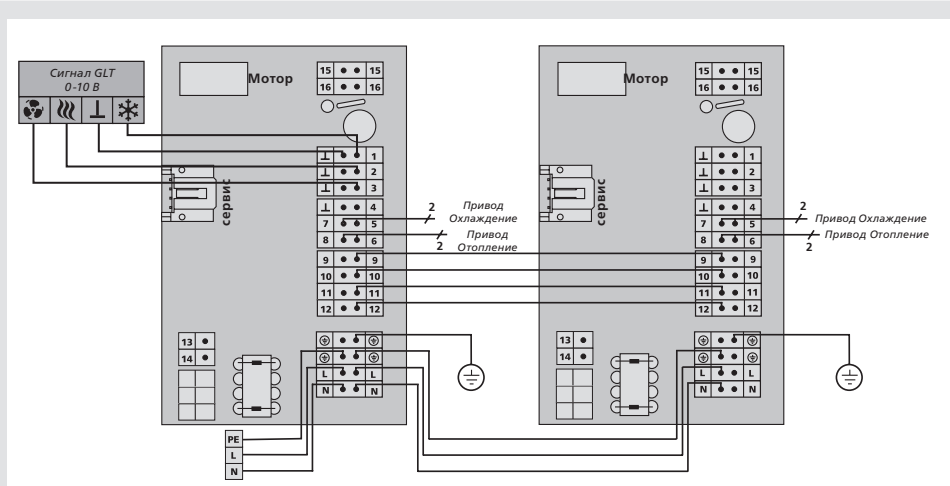 Сигнал GLT
0-10 В
Мотор
15 15
16 16
⊥ 1
⊥ 2
⊥ 3
⊥ 4
7 5
8 6
9 9
10 10
11 11
12 12
сервис
2
Привод
Охлаждение
Привод
2 Отопление
13
14
L L
N N
PE
L
N
Мотор
15 15
16 16
⊥ 1
⊥ 2
⊥ 3
⊥ 4
7 5
8 6
9 9
10 10
11 11
12 12
сервис
2
Привод Охлаждение
Привод Отопление
2
13
14
L L
N N